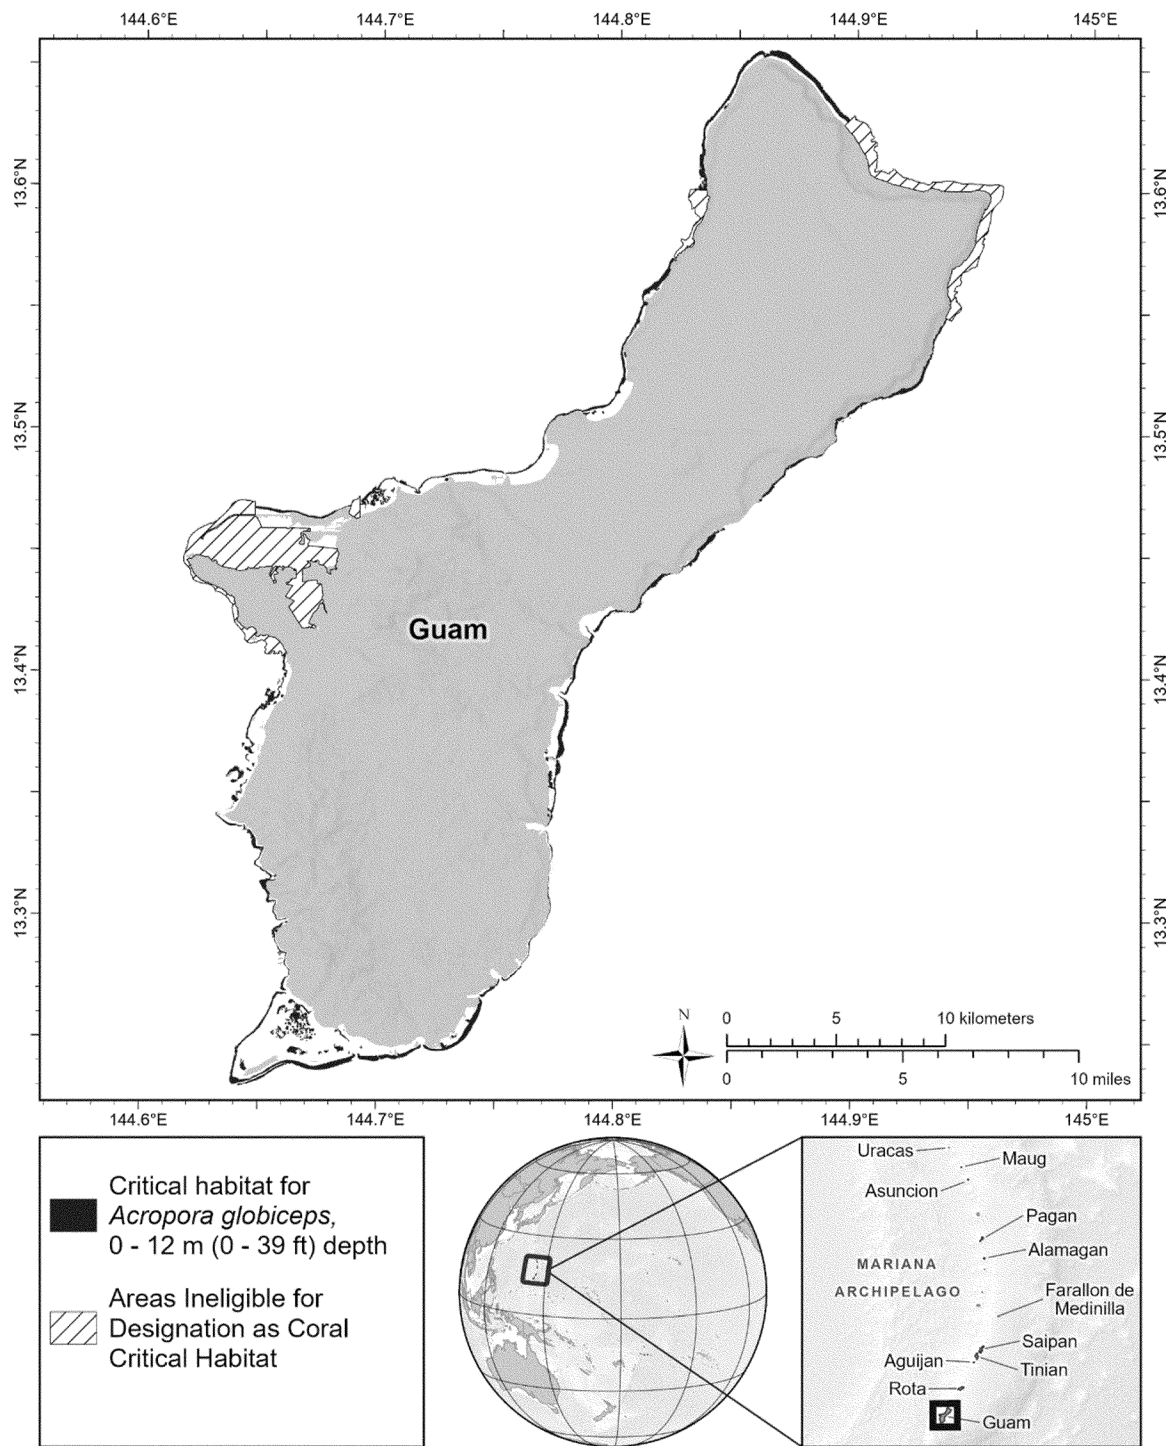 144.6°E 144.7°E 144.8°E 144.9°E 145°E
13.6°N 13.6°N
13.5°N 13.5°N
Guam
13.4°N 13.4°N
13.3°N 13.3°N
N
0 5 10 kilometers
0 5 10 miles
144.6°E 144.7°E 144.8°E 144.9°E 145°E
Critical habitat for
Acropora globiceps,
0 - 12 m (0 - 39 ft) depth
Areas Ineligible for
Designation as Coral
Critical Habitat
Uracas
Maug
Asuncion
Pagan
Alamagan
MARIANA
ARCHIPELAGO
Farallon de
Medinilla
Saipan
Aguijan
Tinian
Rota
Guam